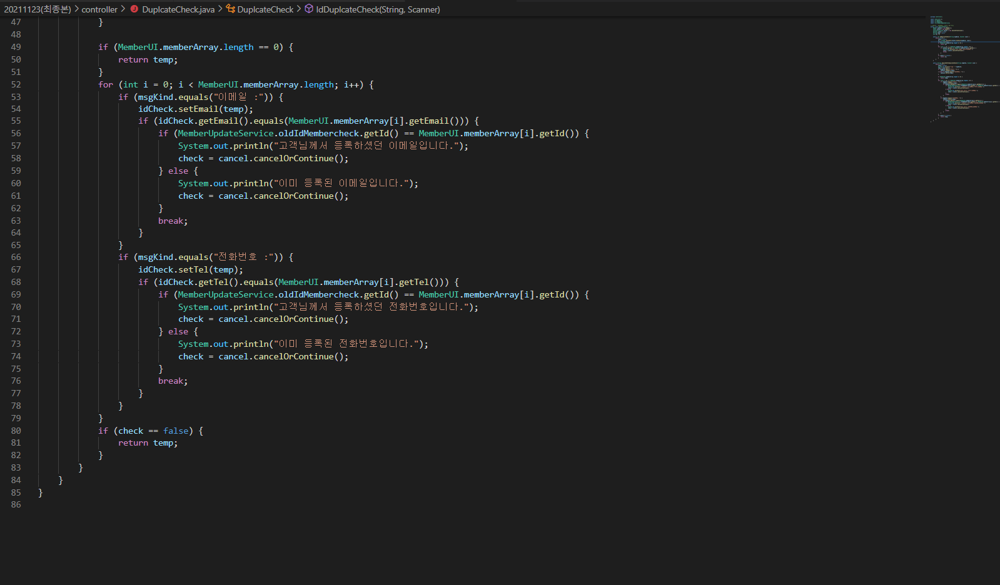 20211123(최종본) > controller > J DuplcateCheck.java > DuplcateCheck > IdDuplcateCheck(String, Scanner)
47 }
48
49 if (MemberUI.memberArray.length == 0) {
50 return temp;
51 }
52 for (int i = 0; i < MemberUI.memberArray.length; i++) {
53 if (msgKind.equals("이메일 :")) {
54 idCheck.setEmail(temp);
55 if (idCheck.getEmail().equals(MemberUI.memberArray[i].getEmail())) {
56 if (MemberUpdateService.oldIdMembercheck.getId() == MemberUI.memberArray[i].getId()) {
57 System.out.println("고객님께서 등록하셨던 이메일입니다.");
58 check = cancel.cancelOrContinue();
59 } else {
60 System.out.println("이미 등록된 이메일입니다.");
61 check = cancel.cancelOrContinue();
62 }
63 break;
64 }
65 }
66 if (msgKind.equals("전화번호 :")) {
67 idCheck.setTel(temp);
68 if (idCheck.getTel().equals(MemberUI.memberArray[i].getTel())) {
69 if (MemberUpdateService.oldIdMembercheck.getId() == MemberUI.memberArray[i].getId()) {
70 System.out.println("고객님께서 등록하셨던 전화번호입니다.");
71 check = cancel.cancelOrContinue();
72 } else {
73 System.out.println("이미 등록된 전화번호입니다.");
74 check = cancel.cancelOrContinue();
75 }
76 break;
77 }
78 }
79 }
80 if (check == false) {
81 return temp;
82 }
83 }
84 }
85 }
86